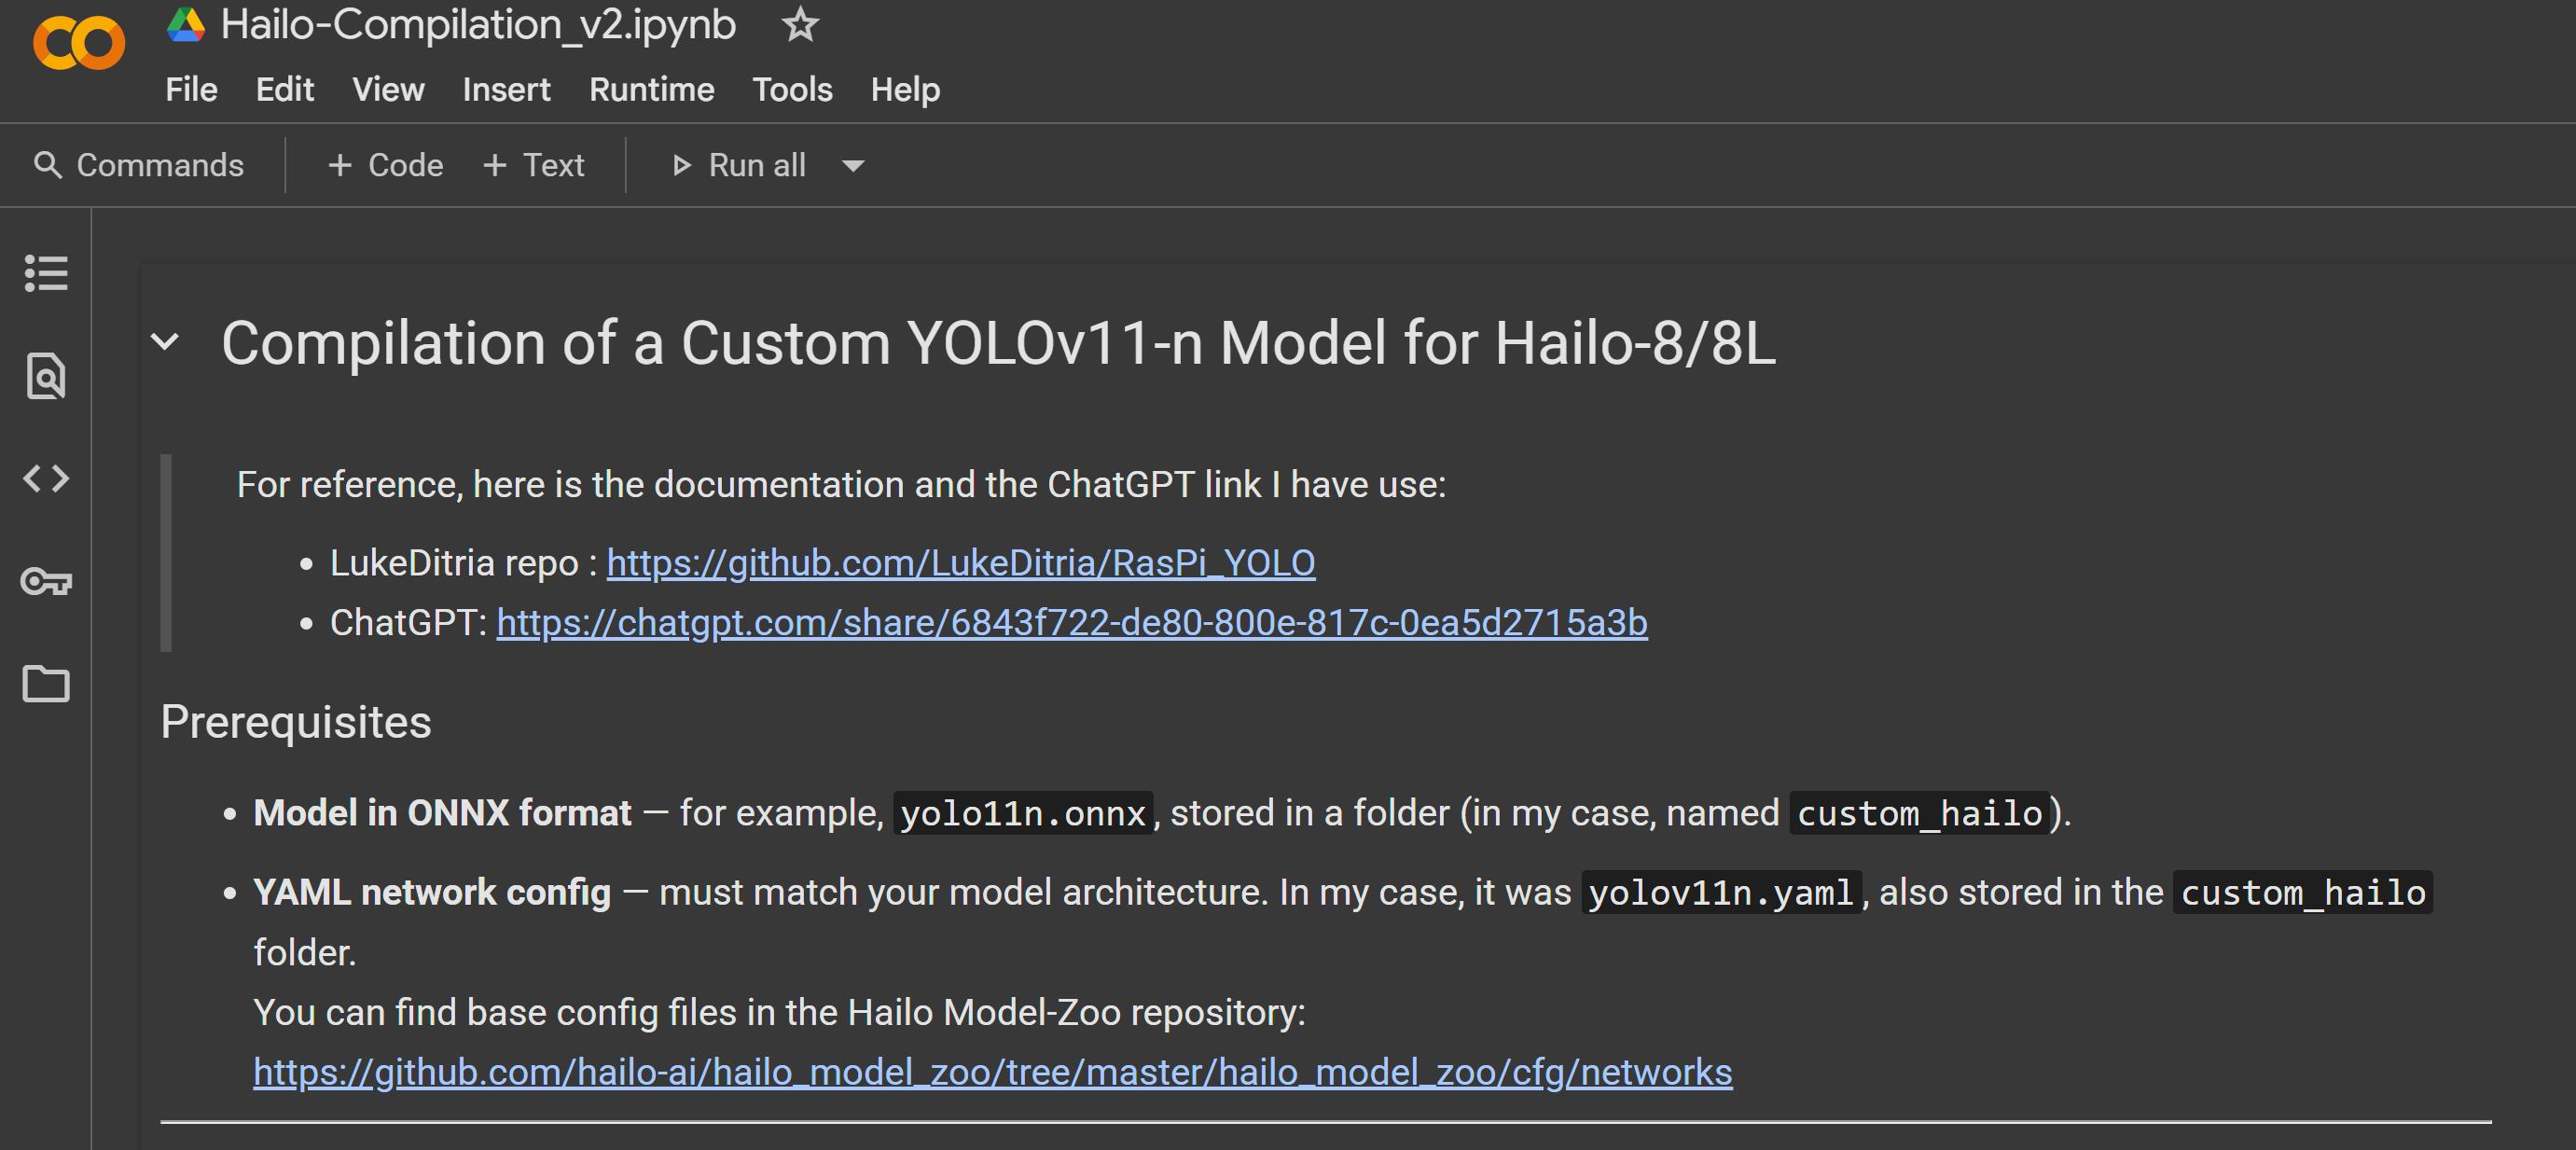 Hailo-Compilation_v2.ipynb
File Edit View Insert Runtime Tools Help
Commands + Code + Text Run all
Compilation of a Custom YOLOv11-n Model for Hailo-8/8L
For reference, here is the documentation and the ChatGPT link I have use:
• LukeDitria repo : https://github.com/LukeDitria/RasPi_YOLO
• ChatGPT: https://chatgpt.com/share/6843f722-de80-800e-817c-0ea5d2715a3b
Prerequisites
• Model in ONNX format — for example, yolo11n.onnx, stored in a folder (in my case, named custom_hailo).
• YAML network config — must match your model architecture. In my case, it was yolov11n.yaml, also stored in the custom_hailo
folder.
You can find base config files in the Hailo Model-Zoo repository:
https://github.com/hailo-ai/hailo_model_zoo/tree/master/hailo_model_zoo/cfg/networks